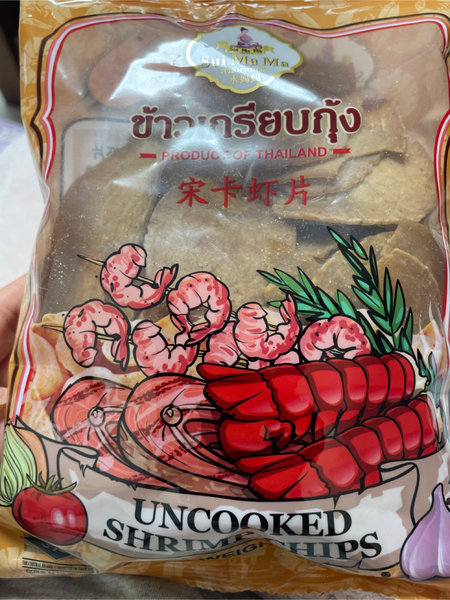 Sui Ma Ma
ข้าวเกรียบกุ้ง
PRODUCT OF THAILAND
宋卡虾片
UNCOOKED
SHRIMP CHIPS